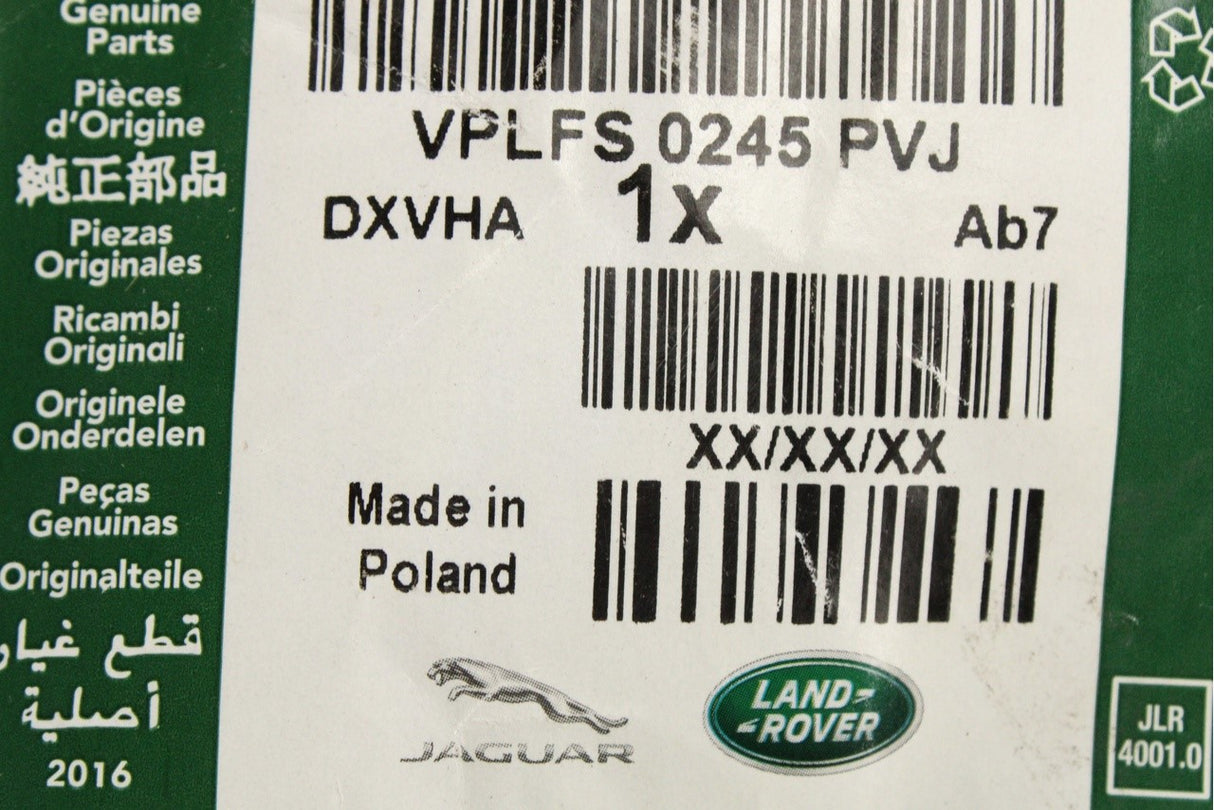 Genuine
Parts
Pièces
d'Origine
純正部品
Piezas
Originales
Ricambi
Originali
Originele
Onderdelen
Peças
Genuinas
Originalteile
قطع غيار
أصلية
2016
VPLFS 0245 PVJ
DXVHA 1x Ab7
XX/XX/XX
Made in
Poland
JAGUAR
LAND-
-ROVER
JLR
4001.0